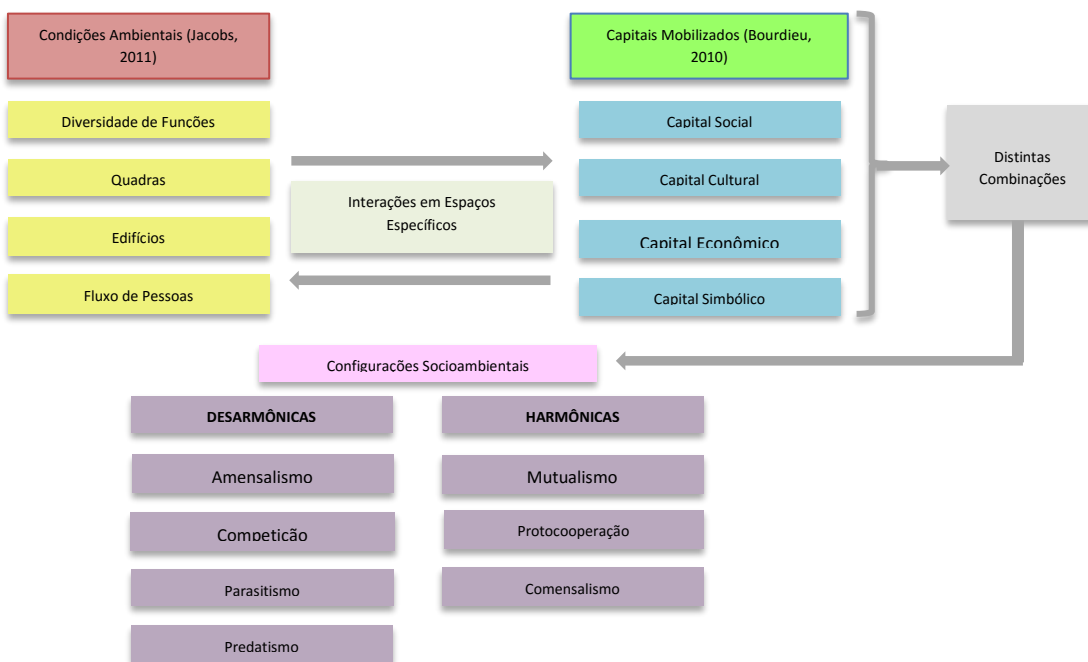 Condições Ambientais (Jacobs,
2011)
Diversidade de Funções
Quadras
Edifícios
Fluxo de Pessoas
Interações em Espaços
Específicos
Capitais Mobilizados (Bourdieu,
2010)
Capital Social
Capital Cultural
Capital Econômico
Capital Simbólico
Distintas
Combinações
Configurações Socioambientais
DESARMÔNICAS
Amensalismo
Competição
Parasitismo
Predatismo
HARMÔNICAS
Mutualismo
Protocooperação
Comensalismo